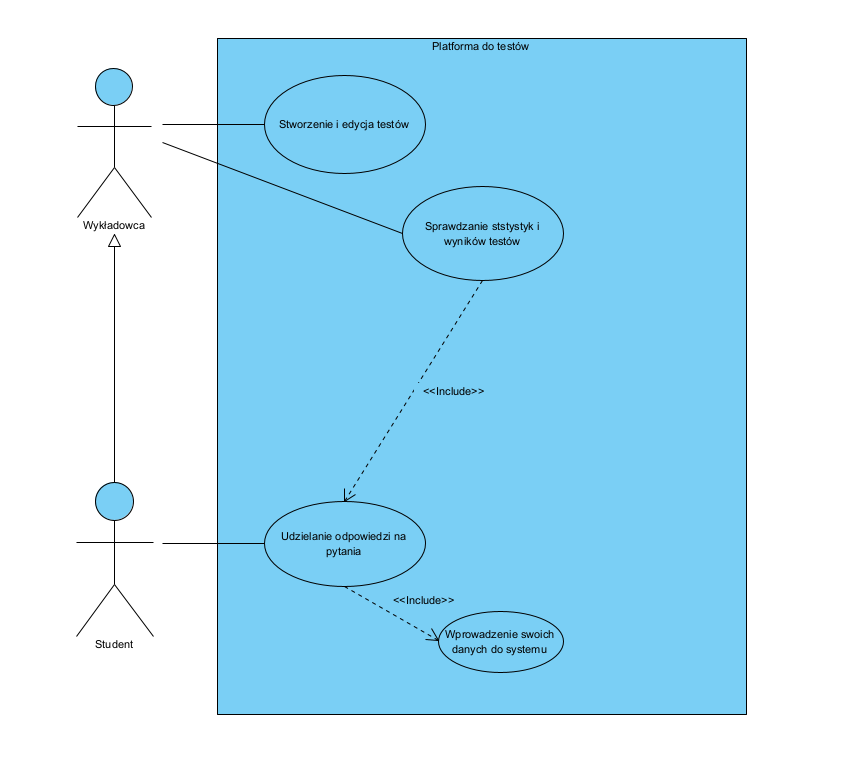 Platforma do testów
Stworzenie i edycja testów
Wykładowca
Sprawdzanie ststystyk i
wyników testów
<<Include>>
Udzielanie odpowiedzi na
pytania
<<Include>>
Wprowadzenie swoich
danych do systemu
Student